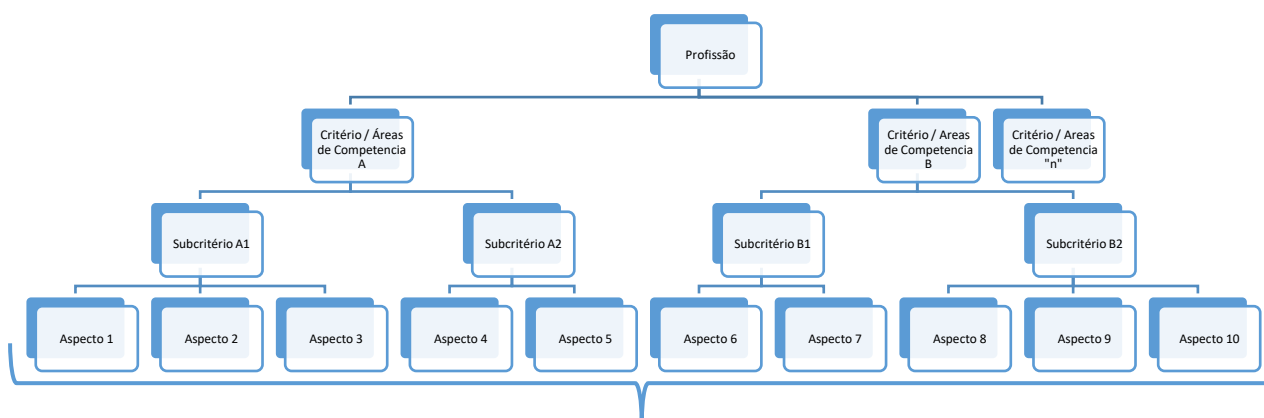 Profissão
Critério / Áreas
de Competencia
A
Critério / Areas
de Competencia
B
Critério / Areas
de Competencia
"n"
Subcritério A1
Subcritério A2
Subcritério B1
Subcritério B2
Aspecto 1
Aspecto 2
Aspecto 3
Aspecto 4
Aspecto 5
Aspecto 6
Aspecto 7
Aspecto 8
Aspecto 9
Aspecto 10